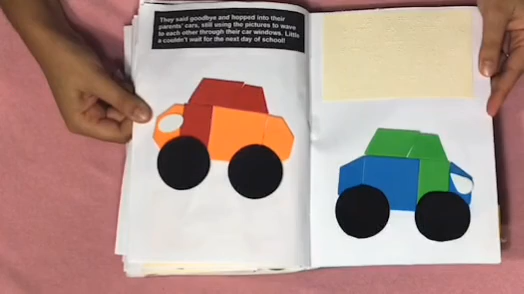 They said goodbye and hopped into their
parents' cars, still using the pictures to wave
to each other through their car windows. Little
a couldn't wait for the next day of school!